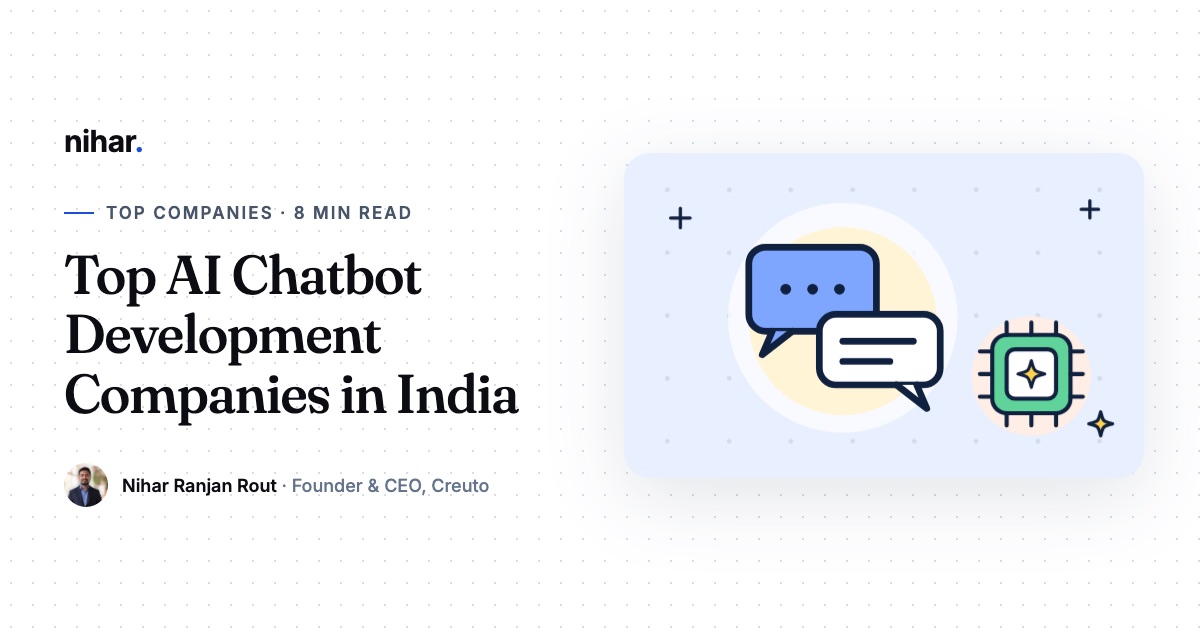 nihar.
TOP COMPANIES · 8 MIN READ
Top AI Chatbot
Development
Companies in India
Nihar Ranjan Rout · Founder & CEO, Creuto